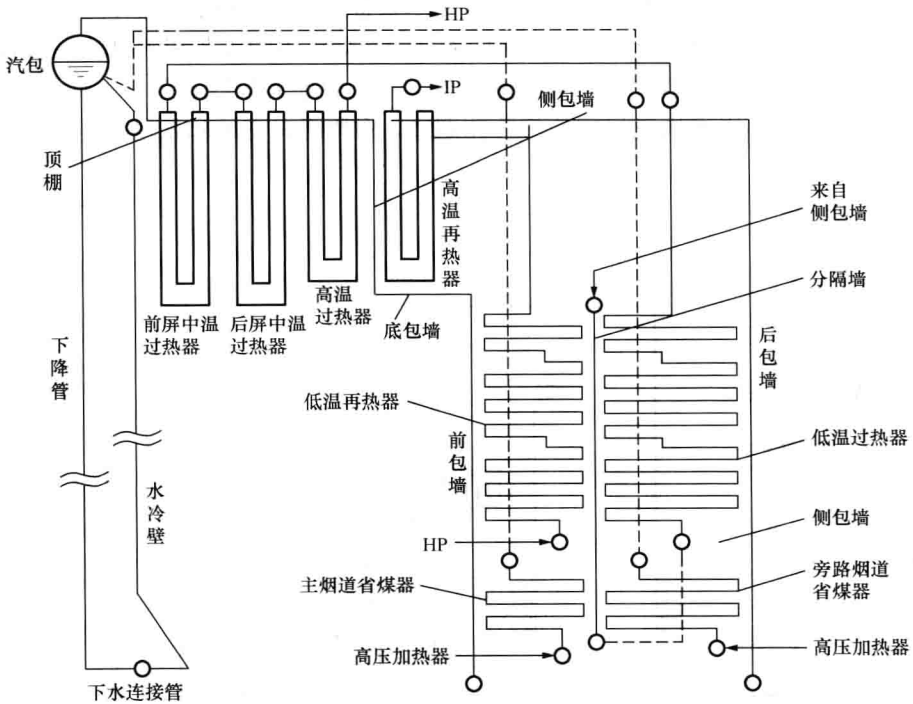 HP
汽包
IP
侧包墙
顶
棚
高
温
再
热
器
来自
侧包墙
分隔墙
前屏中温
过热器
后屏中温
过热器
高温
过热器
底包墙
下
降
管
后
包
墙
低温再热器
前
包
墙
低温过热器
水
冷
壁
HP
侧包墙
主烟道省煤器
旁路烟道
省煤器
高压加热器
高压加热器
下水连接管